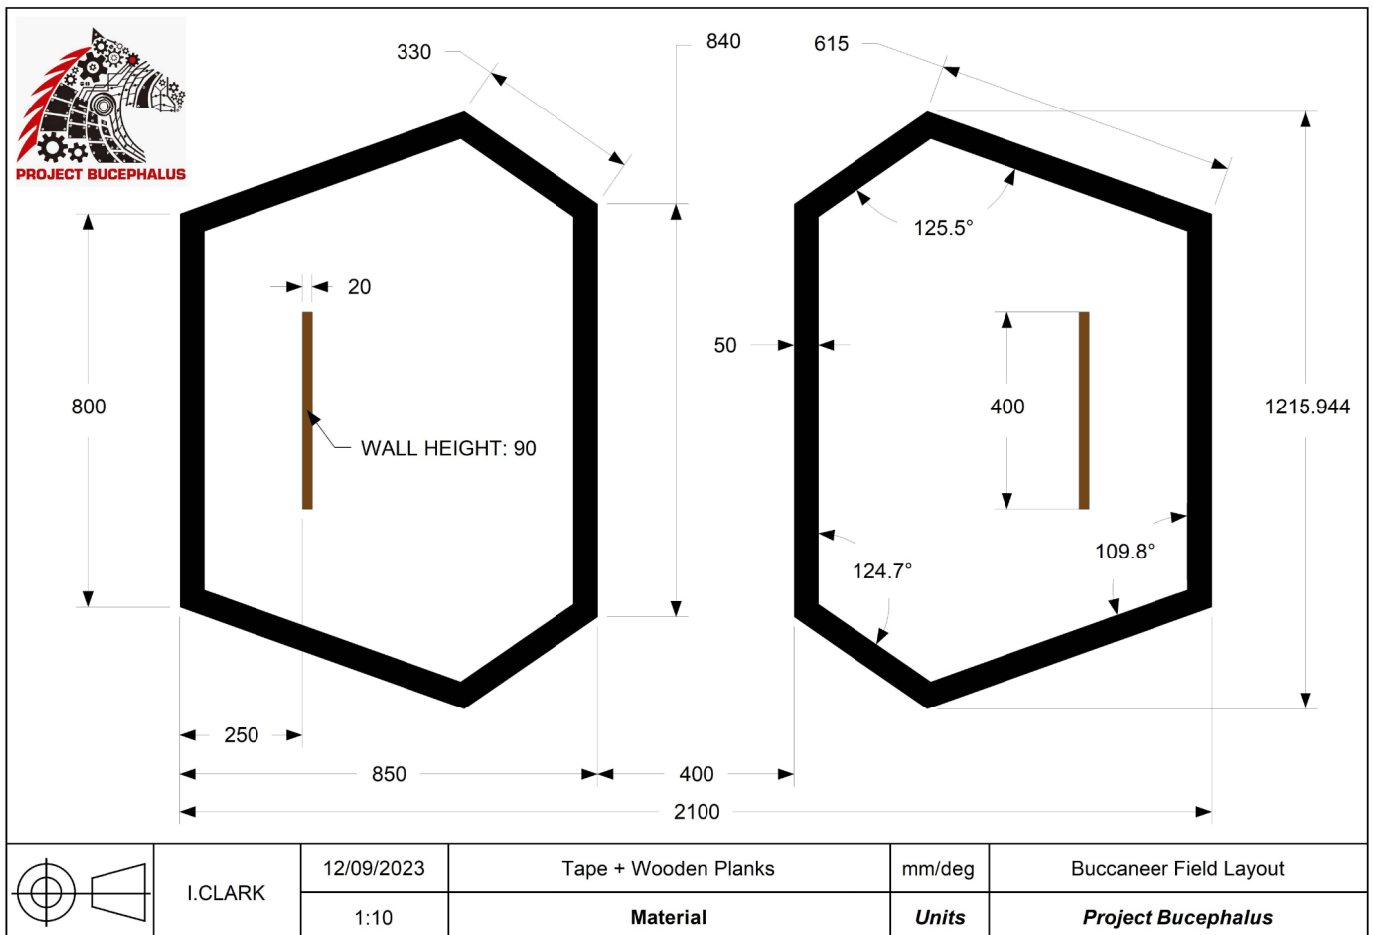 PROJECT BUCEPHALUS
330
840
615
125.5°
20
50
800
400
1215.944
WALL HEIGHT: 90
109.8°
124.7°
250
850
400
2100
I.CLARK
12/09/2023
Tape + Wooden Planks
mm/deg
Buccaneer Field Layout
1:10
Material
Units
Project Bucephalus